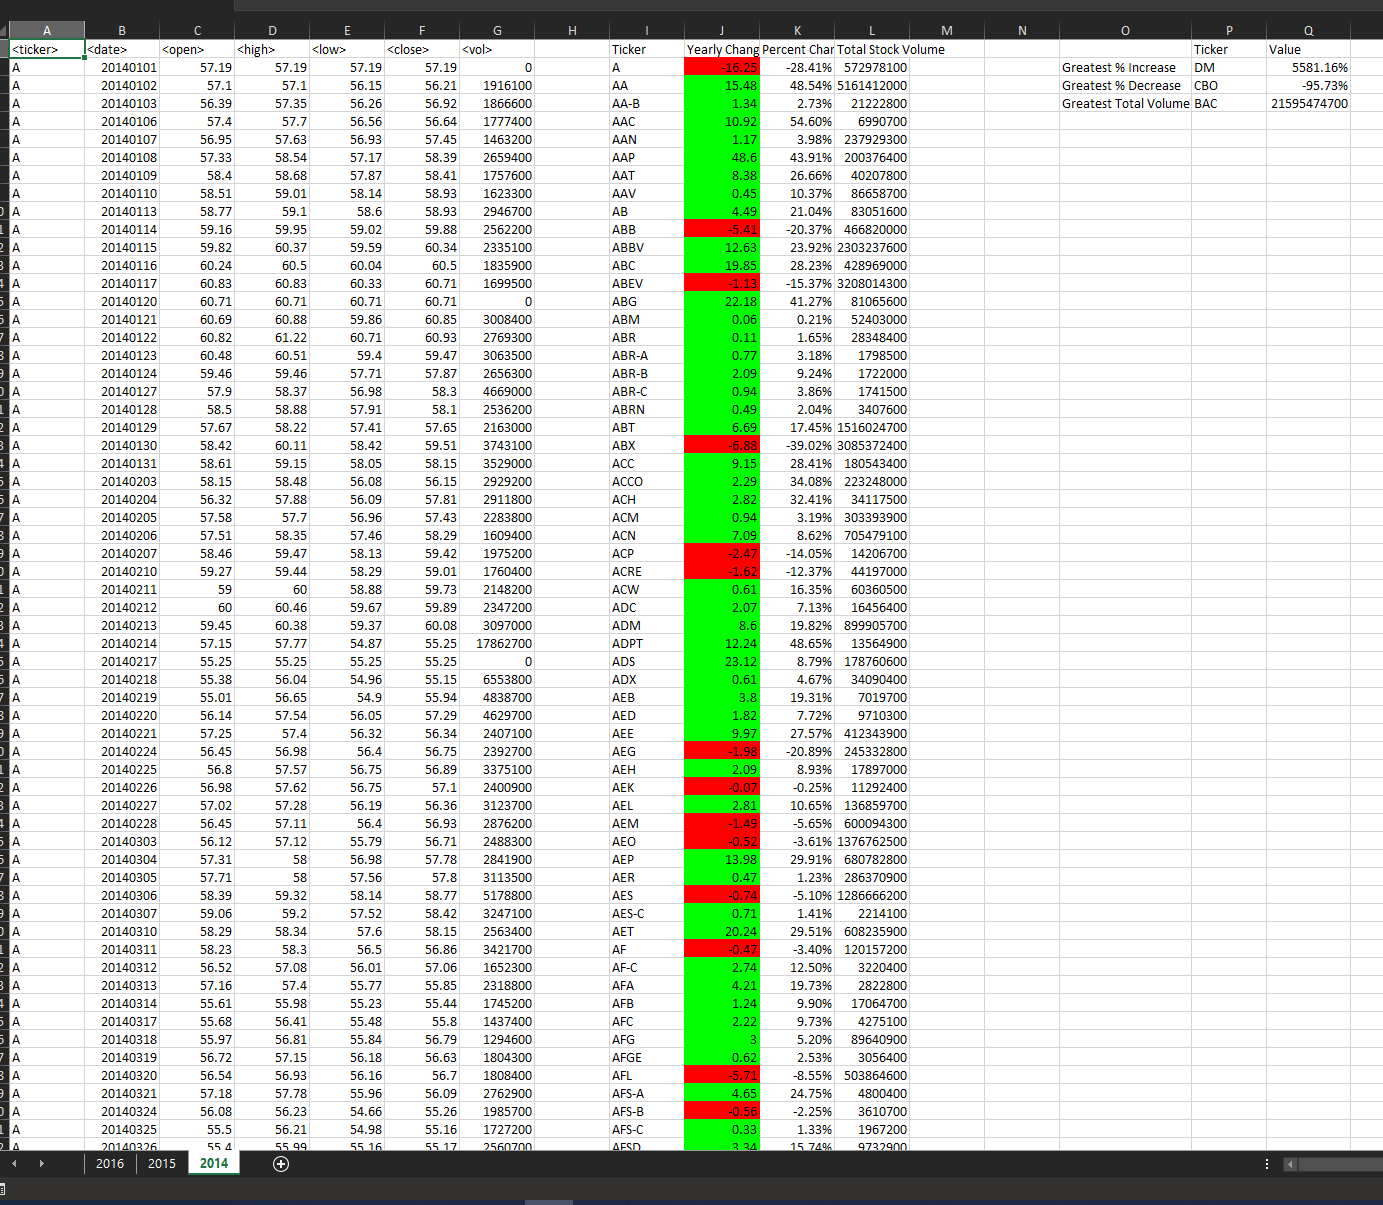 A B C D E F G H I J K L M N O P Q
<ticker> <date> <open> <high> <low> <close> <vol> Ticker Yearly Chang Percent Char Total Stock Volume Ticker Value
A 20140101 57.19 57.19 57.19 57.19 0 A -16.25 -28.41% 572978100 Greatest % Increase DM 5581.16%
A 20140102 57.1 57.1 56.15 56.21 1916100 AA 15.48 48.54% 5161412000 Greatest % Decrease CBO -95.73%
A 20140103 56.39 57.35 56.26 56.92 1866600 AA-B 1.34 2.73% 21222800 Greatest Total Volume BAC 21595474700
A 20140106 57.4 57.7 56.56 56.64 1777400 AAC 10.92 54.60% 6990700
A 20140107 56.95 57.63 56.93 57.45 1463200 AAN 1.17 3.98% 237929300
A 20140108 57.33 58.54 57.17 58.39 2659400 AAP 48.6 43.91% 200376400
A 20140109 58.4 58.68 57.87 58.41 1757600 AAT 8.38 26.66% 40207800
A 20140110 58.51 59.01 58.14 58.93 1623300 AAV 0.45 10.37% 86658700
A 20140113 58.77 59.1 58.6 58.93 2946700 AB 4.49 21.04% 83051600
A 20140114 59.16 59.95 59.02 59.88 2562200 ABB -5.41 -20.37% 466820000
A 20140115 59.82 60.37 59.59 60.34 2335100 ABBV 12.63 23.92% 2303237600
A 20140116 60.24 60.5 60.04 60.5 1835900 ABC 19.85 28.23% 428969000
A 20140117 60.83 60.83 60.33 60.71 1699500 ABEV -1.13 -15.37% 3208014300
A 20140120 60.71 60.71 60.71 60.71 0 ABG 22.18 41.27% 81065600
A 20140121 60.69 60.88 59.86 60.85 3008400 ABM 0.06 0.21% 52403000
A 20140122 60.82 61.22 60.71 60.93 2769300 ABR 0.11 1.65% 28348400
A 20140123 60.48 60.51 59.4 59.47 3063500 ABR-A 0.77 3.18% 1798500
A 20140124 59.46 59.46 57.71 57.87 2656300 ABR-B 2.09 9.24% 1722000
A 20140127 57.9 58.37 56.98 58.3 4669000 ABR-C 0.94 3.86% 1741500
A 20140128 58.5 58.88 57.91 58.1 2536200 ABRN 0.49 2.04% 3407600
A 20140129 57.67 58.22 57.41 57.65 2163000 ABT 6.69 17.45% 1516024700
A 20140130 58.42 60.11 58.42 59.51 3743100 ABX -6.88 -39.02% 3085372400
A 20140131 58.61 59.15 58.05 58.15 3529000 ACC 9.15 28.41% 180543400
A 20140203 58.15 58.48 56.08 56.15 2929200 ACCO 2.29 34.08% 223248000
A 20140204 56.32 57.88 56.09 57.81 2911800 ACH 2.82 32.41% 34117500
A 20140205 57.58 57.7 56.96 57.43 2283800 ACM 0.94 3.19% 303393900
A 20140206 57.51 58.35 57.46 58.29 1609400 ACN 7.09 8.62% 705479100
A 20140207 58.46 59.47 58.13 59.42 1975200 ACP -2.47 -14.05% 14206700
A 20140210 59.27 59.44 58.29 59.01 1760400 ACRE -1.62 -12.37% 44197000
A 20140211 59 60 58.88 59.73 2148200 ACW 0.61 16.35% 60360500
A 20140212 60 60.46 59.67 59.89 2347200 ADC 2.07 7.13% 16456400
A 20140213 59.45 60.38 59.37 60.08 3097000 ADM 8.6 19.82% 899905700
A 20140214 57.15 57.77 54.87 55.25 17862700 ADPT 12.24 48.65% 13564900
A 20140217 55.25 55.25 55.25 55.25 0 ADS 23.12 8.79% 178760600
A 20140218 55.38 56.04 54.96 55.15 6553800 ADX 0.61 4.67% 34090400
A 20140219 55.01 56.65 54.9 55.94 4838700 AEB 3.8 19.31% 7019700
A 20140220 56.14 57.54 56.05 57.29 4629700 AED 1.82 7.72% 9710300
A 20140221 57.25 57.4 56.32 56.34 2407100 AEE 9.97 27.57% 412343900
A 20140224 56.45 56.98 56.4 56.75 2392700 AEG -1.98 -20.89% 245332800
A 20140225 56.8 57.57 56.75 56.89 3375100 AEH 2.09 8.93% 17897000
A 20140226 56.98 57.62 56.75 57.1 2400900 AEK -0.07 -0.25% 11292400
A 20140227 57.02 57.28 56.19 56.36 3123700 AEL 2.81 10.65% 136859700
A 20140228 56.45 57.11 56.4 56.93 2876200 AEM -1.49 -5.65% 600094300
A 20140303 56.12 57.12 55.79 56.71 2488300 AEO -0.52 -3.61% 1376762500
A 20140304 57.31 58 56.98 57.78 2841900 AEP 13.98 29.91% 680782800
A 20140305 57.71 58 57.56 57.8 3113500 AER 0.47 1.23% 286370900
A 20140306 58.39 59.32 58.14 58.77 5178800 AES -0.74 -5.10% 1286666200
A 20140307 59.06 59.2 57.52 58.42 3247100 AES-C 0.71 1.41% 2214100
A 20140310 58.29 58.34 57.6 58.15 2563400 AET 20.24 29.51% 608235900
A 20140311 58.23 58.3 56.5 56.86 3421700 AF -0.47 -3.40% 120157200
A 20140312 56.52 57.08 56.01 57.06 1652300 AF-C 2.74 12.50% 3220400
A 20140313 57.16 57.4 55.77 55.85 2318800 AFA 4.21 19.73% 2822800
A 20140314 55.61 55.98 55.23 55.44 1745200 AFB 1.24 9.90% 17064700
A 20140317 55.68 56.41 55.48 55.8 1437400 AFC 2.22 9.73% 4275100
A 20140318 55.97 56.81 55.84 56.79 1294600 AFG 3 5.20% 89640900
A 20140319 56.72 57.15 56.18 56.63 1804300 AFGE 0.62 2.53% 3056400
A 20140320 56.54 56.93 56.16 56.7 1808400 AFL -5.71 -8.55% 503864600
A 20140321 57.18 57.78 55.96 56.09 2762900 AFS-A 4.65 24.75% 4800400
A 20140324 56.08 56.23 54.66 55.26 1985700 AFS-B -0.56 -2.25% 3610700
A 20140325 55.5 56.21 54.98 55.16 1727200 AFS-C 0.33 1.33% 1967200
A 20140326 55.4 55.99 55.16 55.17 2560700 AFSD 3.34 15.74% 9732900
2016 2015 2014